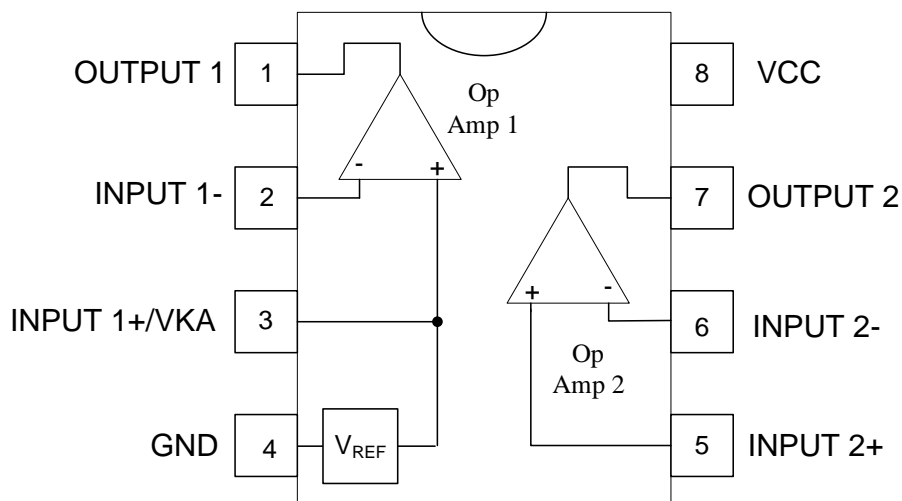 OUTPUT 1
1
Op
Amp 1
8
VCC
INPUT 1-
2
-
+
7
OUTPUT 2
INPUT 1+/VKA
3
+
-
6
INPUT 2-
Op
Amp 2
GND
4
VREF
5
INPUT 2+